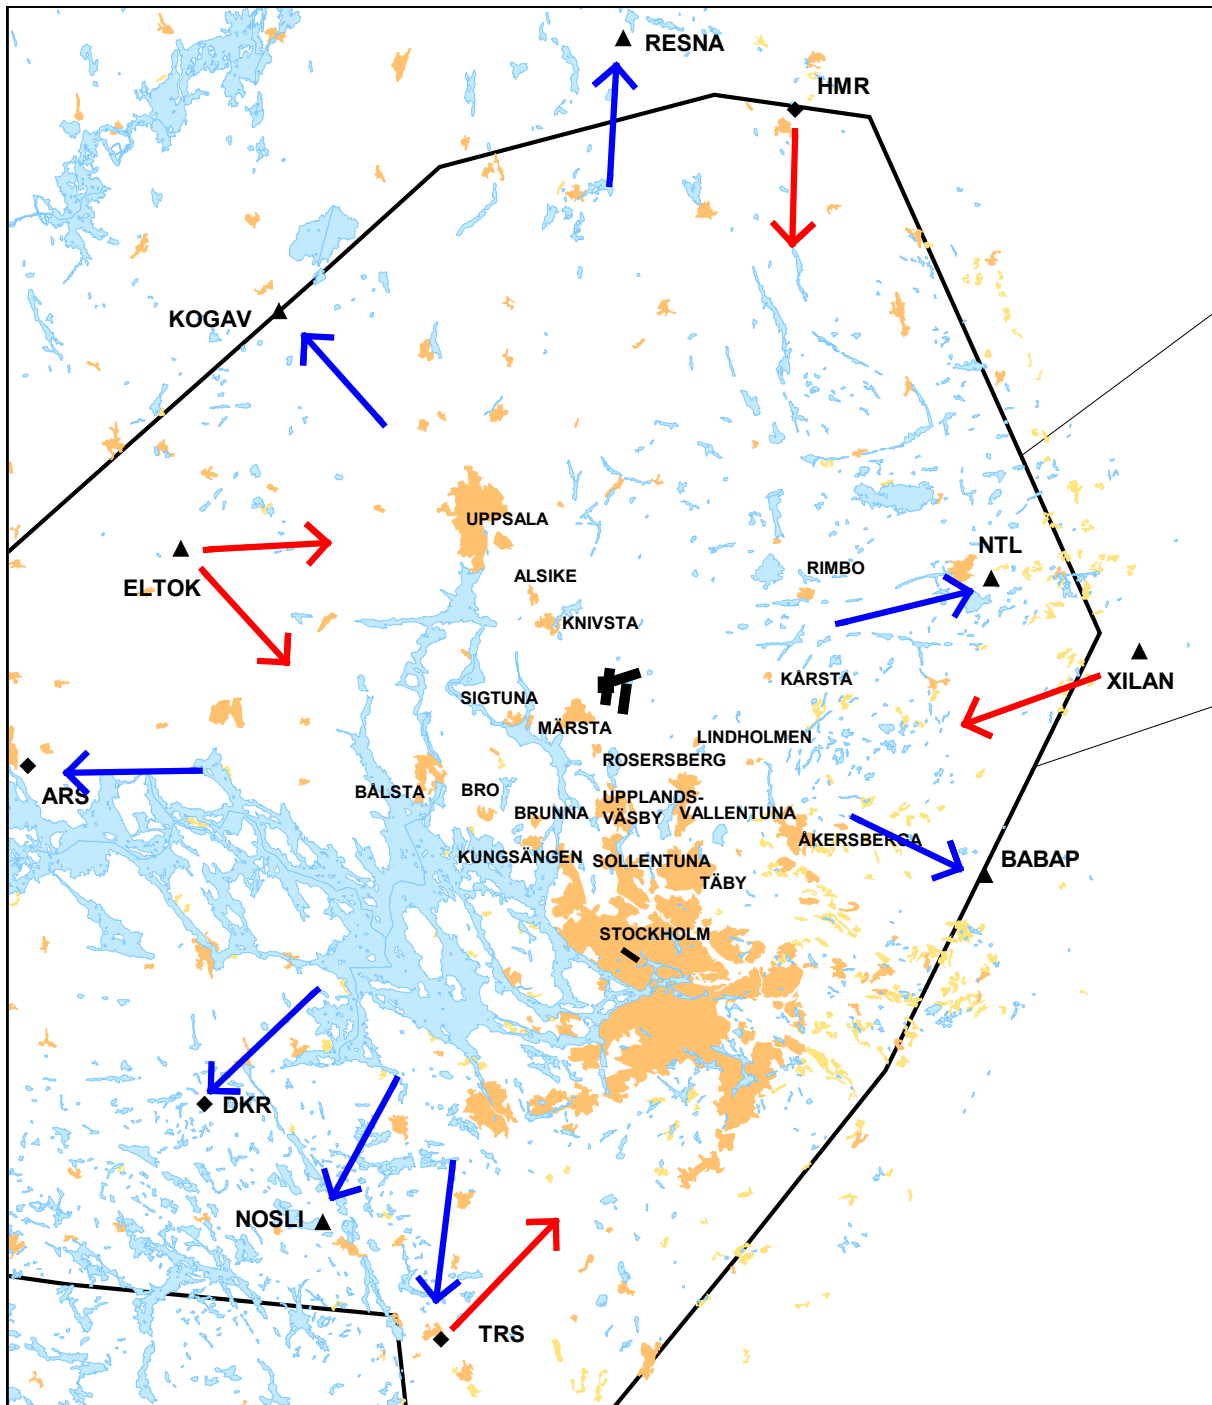 RESNA
HMR
KOGAV
UPPSALA
NTL
RIMBO
ALSIKE
ELTOK
KNIVSTA
KÅRSTA
XILAN
SIGTUNA
MÄRSTA
LINDHOLMEN
ROSERSBERG
ARS
BÅLSTA
BRO
BRUNNA
UPPLANDS-
VÄSBY
VALLENTUNA
ÅKERSBERGA
KUNGSÄNGEN
SOLLENTUNA
BABAP
TÄBY
STOCKHOLM
DKR
NOSLI
TRS